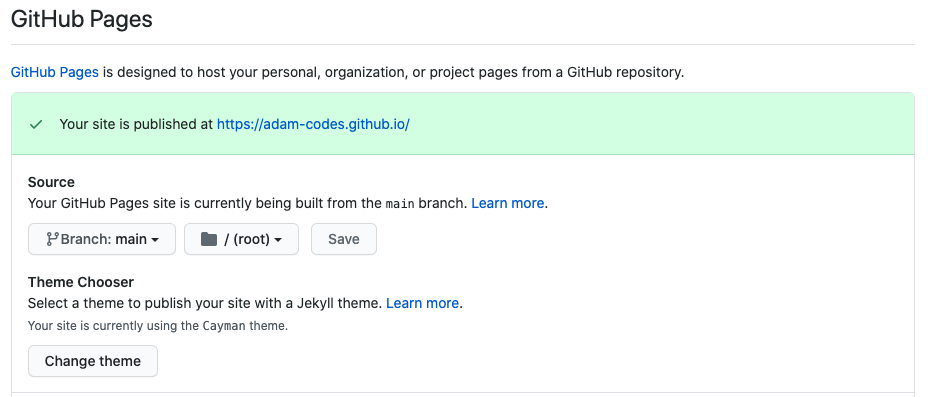 GitHub Pages
GitHub Pages is designed to host your personal, organization, or project pages from a GitHub repository.
Your site is published at https://adam-codes.github.io/
Source
Your GitHub Pages site is currently being built from the main branch. Learn more.
Branch: main / (root) Save
Theme Chooser
Select a theme to publish your site with a Jekyll theme. Learn more.
Your site is currently using the Cayman theme.
Change theme